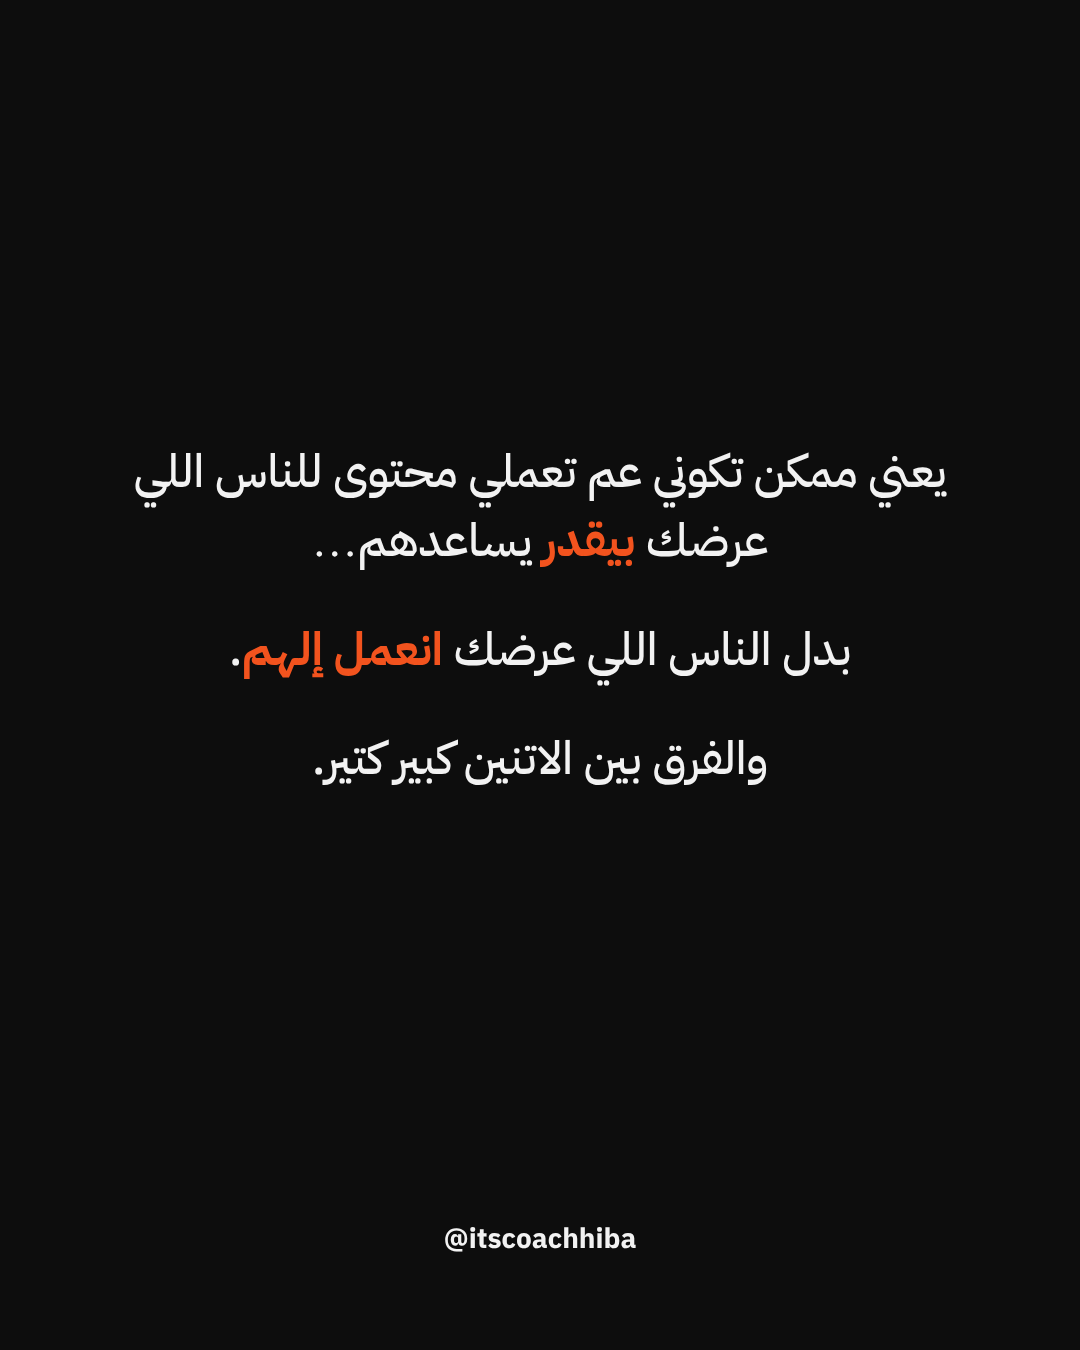 يعني ممكن تكوني عم تعملي محتوى للناس اللي
عرضك بيقدر يساعدهم...
بدل الناس اللي عرضك انعمل إلهم.
والفرق بين الاتنين كبير كتير.
@itscoachhiba